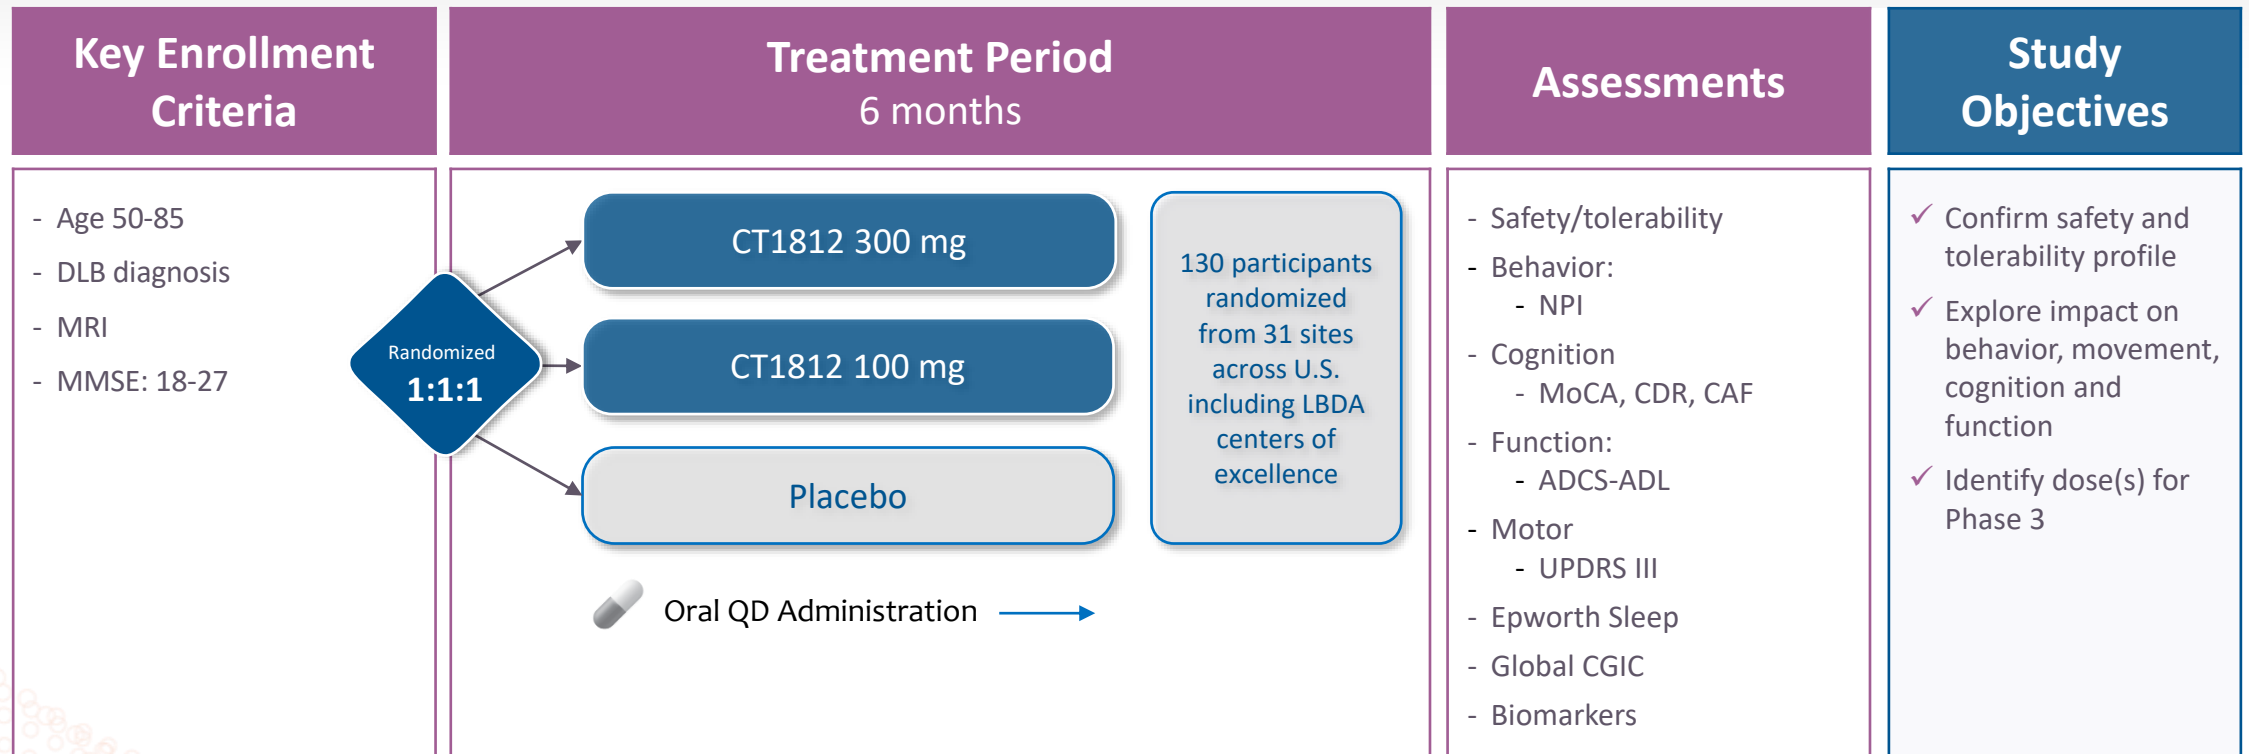 Key Enrollment
Criteria
- Age 50-85
- DLB diagnosis
- MRI
- MMSE: 18-27
Treatment Period
6 months
Randomized
1:1:1
CT1812 300 mg
CT1812 100 mg
Placebo
Oral QD Administration
130 participants
randomized
from 31 sites
across U.S.
including LBDA
centers of
excellence
Assessments
- Safety/tolerability
- Behavior:
- NPI
- Cognition
- MoCA, CDR, CAF
- Function:
- ADCS-ADL
- Motor
- UPDRS III
- Epworth Sleep
- Global CGIC
- Biomarkers
Study
Objectives
✓ Confirm safety and
tolerability profile
✓ Explore impact on
behavior, movement,
cognition and
function
✓ Identify dose(s) for
Phase 3